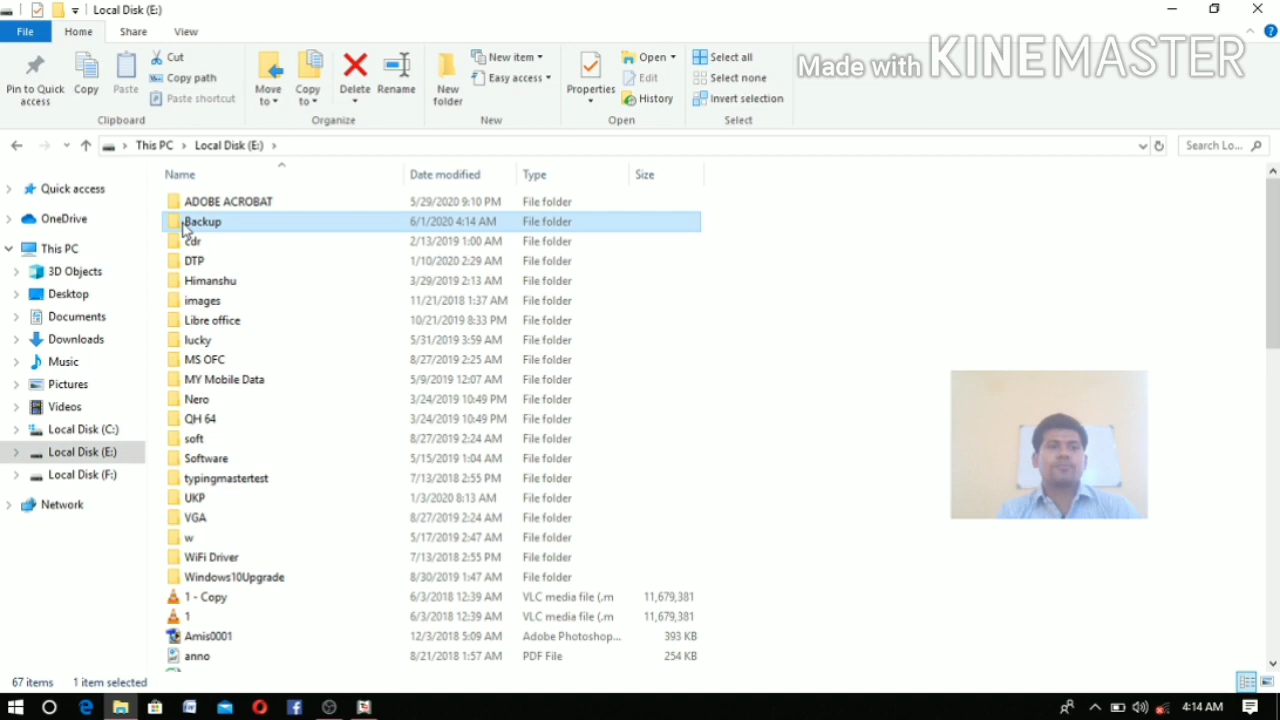 Local Disk (E:)
File Home Share View
Made with KINEMASTER
Pin to Quick access
Copy
Paste
Cut
Copy path
Paste shortcut
Move to
Copy to
Delete
Rename
New folder
New item
Easy access
Properties
Open
Edit
History
Select all
Select none
Invert selection
Clipboard Organize New Open Select
This PC Local Disk (E:) Search Lo...
Name Date modified Type Size
Quick access
OneDrive
This PC
3D Objects
Desktop
Documents
Downloads
Music
Pictures
Videos
Local Disk (C:)
Local Disk (E:)
Local Disk (F:)
Network
ADOBE ACROBAT 5/29/2020 9:10 PM File folder
Backup 6/1/2020 4:14 AM File folder
cdr 2/13/2019 1:00 AM File folder
DTP 1/10/2020 2:29 AM File folder
Himanshu 3/29/2019 2:13 AM File folder
images 11/21/2018 1:37 AM File folder
Libre office 10/21/2019 8:33 PM File folder
lucky 5/31/2019 3:59 AM File folder
MS OFC 8/27/2019 2:25 AM File folder
MY Mobile Data 5/9/2019 12:07 AM File folder
Nero 3/24/2019 10:49 PM File folder
QH 64 3/24/2019 10:49 PM File folder
soft 8/27/2019 2:24 AM File folder
Software 5/15/2019 1:04 AM File folder
typingmastertest 7/13/2018 2:55 PM File folder
UKP 1/3/2020 8:13 AM File folder
VGA 8/27/2019 2:24 AM File folder
w 5/17/2019 2:47 AM File folder
WiFi Driver 7/13/2018 2:55 PM File folder
Windows10Upgrade 8/30/2019 1:47 AM File folder
1 - Copy 6/3/2018 12:39 AM VLC media file (.m 11,679,381
1 6/3/2018 12:39 AM VLC media file (.m 11,679,381
Amis0001 12/3/2018 5:09 AM Adobe Photoshop... 393 KB
anno 8/21/2018 1:57 AM PDF File 254 KB
67 items 1 item selected
4:14 AM